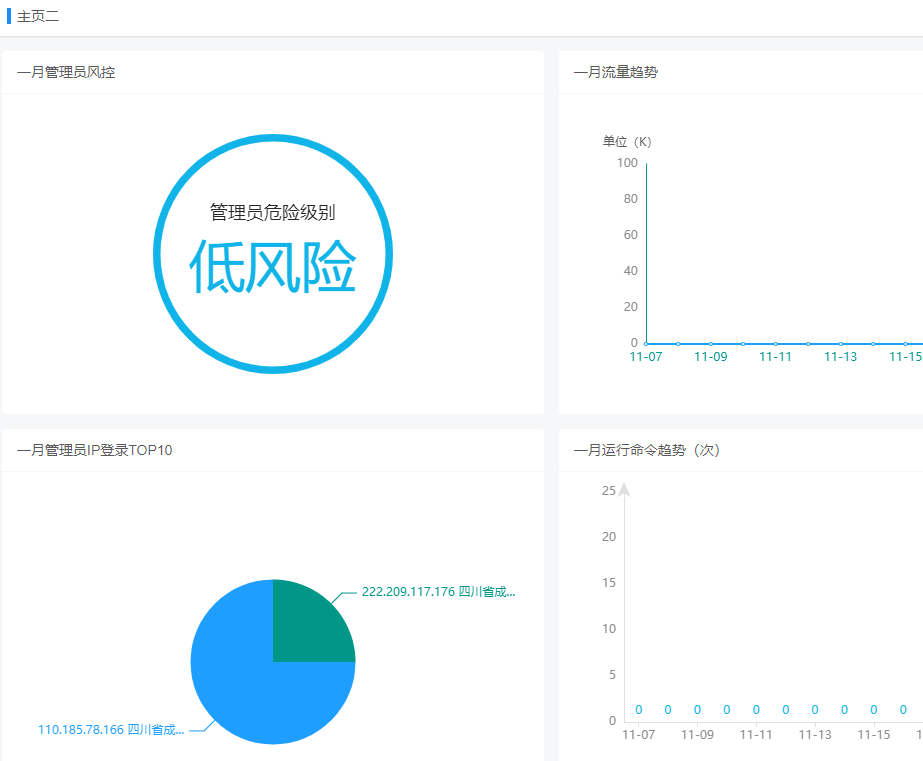 主页二
一月管理员风控
管理员危险级别
低风险
一月流量趋势
单位（K）
100
80
60
40
20
0
11-07 11-09 11-11 11-13 11-15
一月管理员IP登录TOP10
222.209.117.176 四川省成...
110.185.78.166 四川省成...
一月运行命令趋势（次）
25
20
15
10
5
0
0 0 0 0 0 0 0 0 0 0
11-07 11-09 11-11 11-13 11-15 1